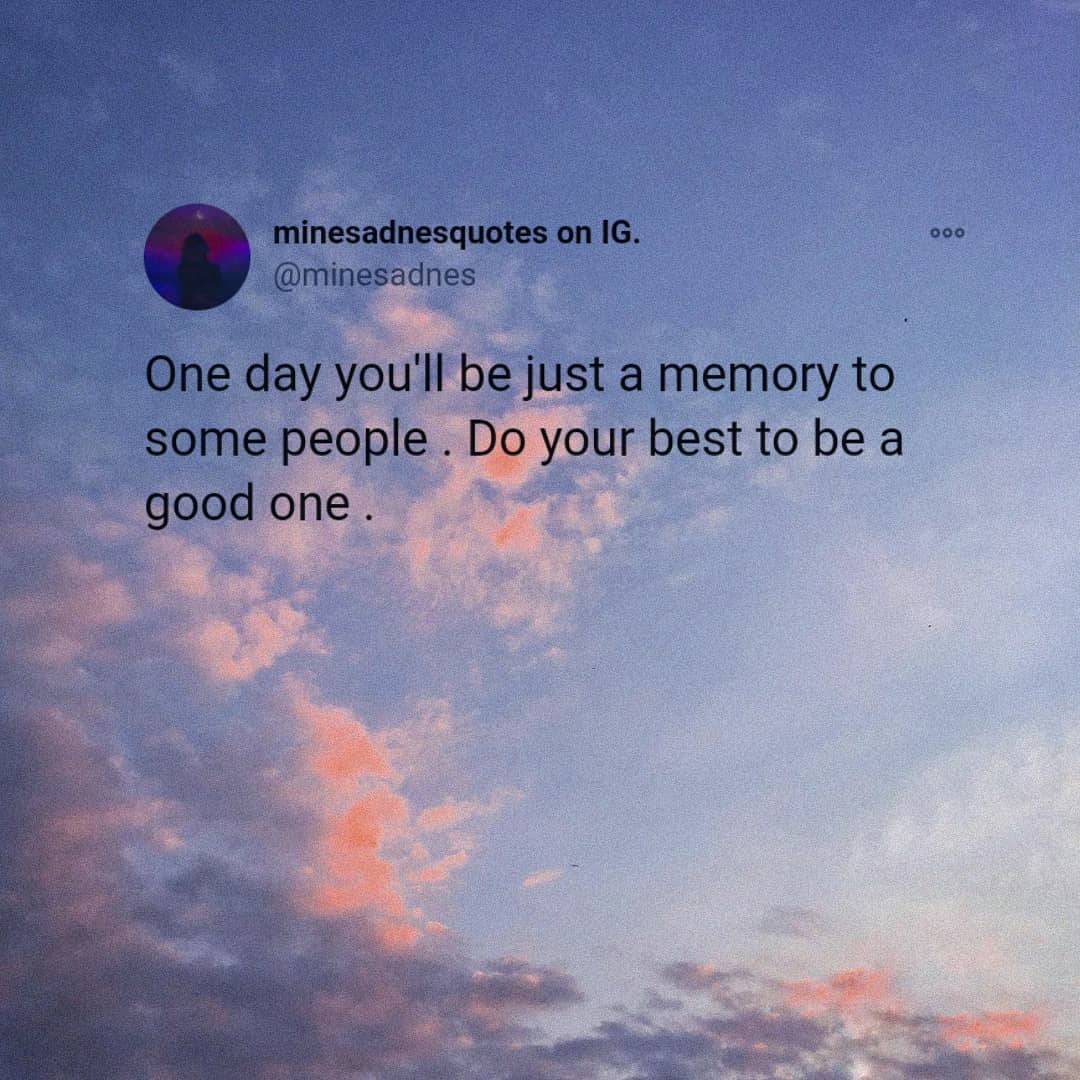 minesadnesquotes on IG.
@minesadnes
One day you'll be just a memory to
some people . Do your best to be a
good one .